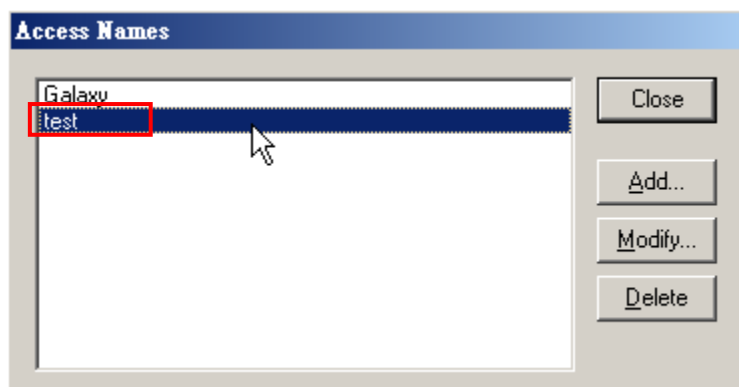 Access Names
Galaxy
test
Close
Add...
Modify...
Delete